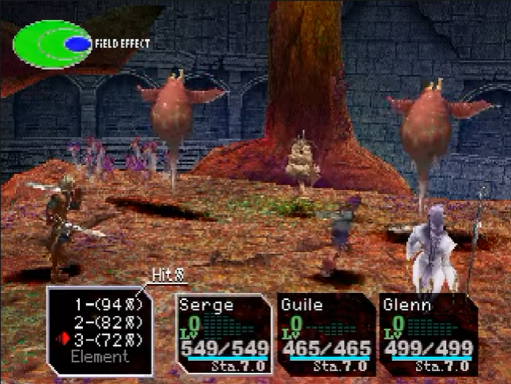 FiELD EFFECT
Hit%
1-(94%)
2-(82%)
3-(72%)
Element
Serge
0
LV
549/549
Sta.7.0
Guile
0
LV
465/465
Sta.7.0
Glenn
0
LV
499/499
Sta.7.0